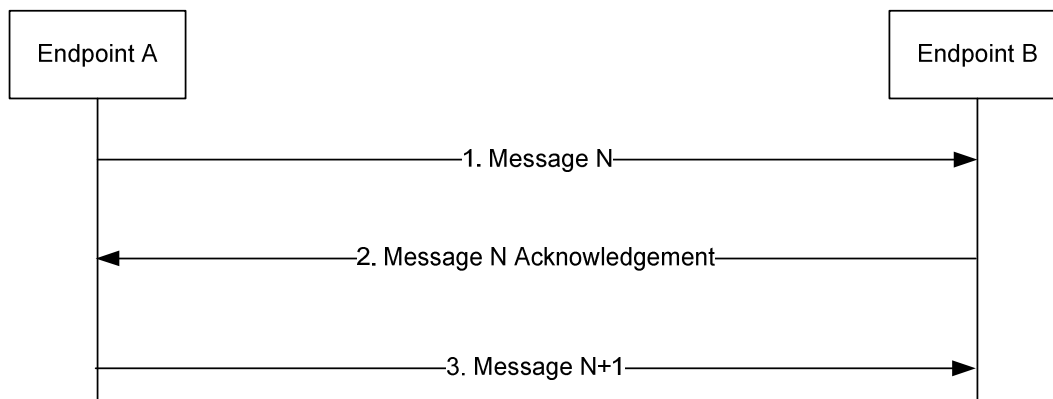 Endpoint A
Endpoint B
1. Message N
2. Message N Acknowledgement
3. Message N+1